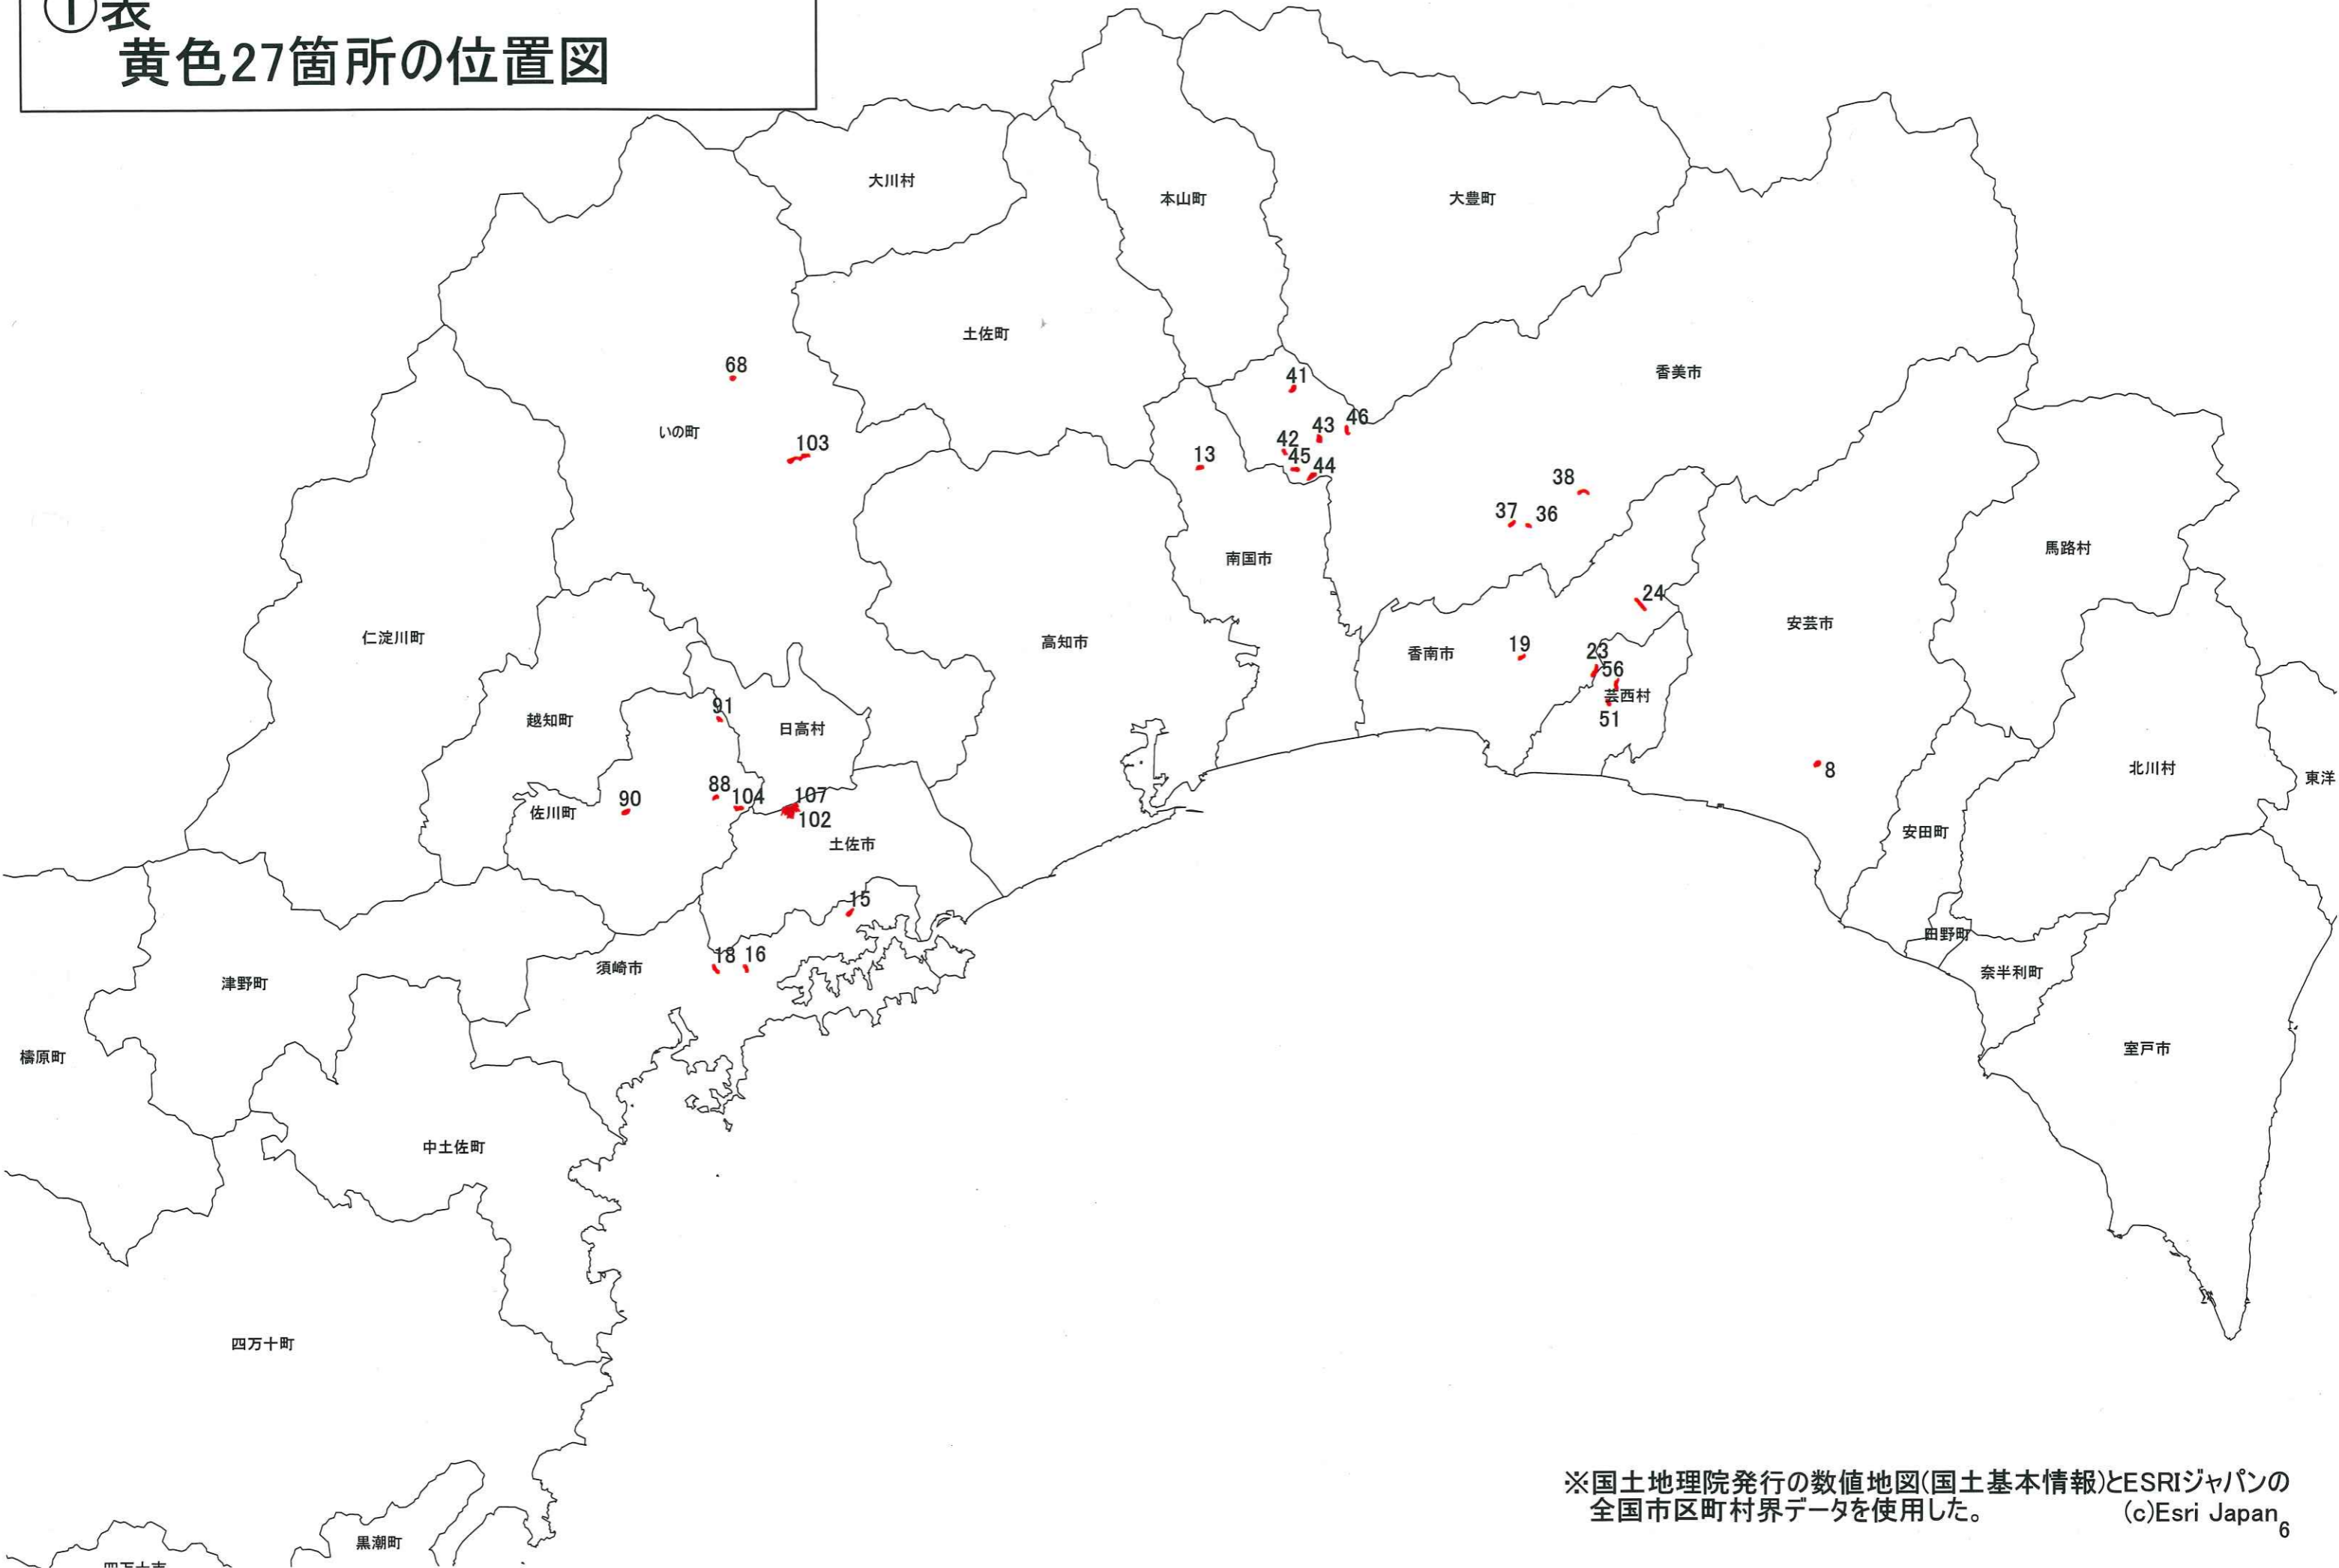 ①表
黄色27箇所の位置図
大川村
本山町
大豊町
土佐町
香美市
68
41
いの町
46
43
42
103
13
45
44
38
37
36
馬路村
南国市
24
安芸市
仁淀川町
高知市
19
香南市
23
56
芸西村
91
51
越知町
日高村
8
北川村
東洋
88
90
104
107
佐川町
102
安田町
土佐市
15
田野町
18
16
須崎市
奈半利町
津野町
室戸市
檮原町
中土佐町
四万十町
黒潮町
四万十市
※国土地理院発行の数値地図(国土基本情報)とESRIジャパンの
全国市区町村界データを使用した。 (c)Esri Japan
6